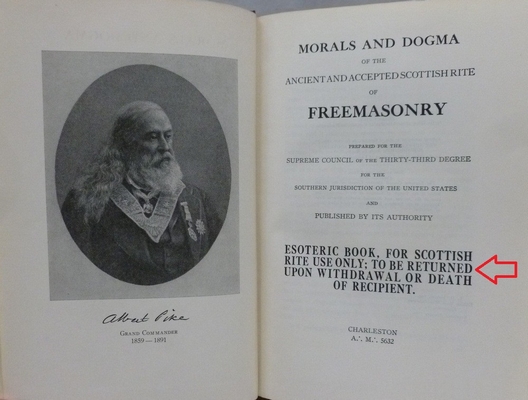 Albert Pike
GRAND COMMANDER
1859—1891
MORALS AND DOGMA
OF THE
ANCIENT AND ACCEPTED SCOTTISH RITE
OF
FREEMASONRY
PREPARED FOR THE
SUPREME COUNCIL OF THE THIRTY-THIRD DEGREE
FOR THE
SOUTHERN JURISDICTION OF THE UNITED STATES
AND
PUBLISHED BY ITS AUTHORITY
ESOTERIC BOOK, FOR SCOTTISH
RITE USE ONLY; TO BE RETURNED
UPON WITHDRAWAL OR DEATH
OF RECIPIENT.
CHARLESTON
A∴ M∴ 5632